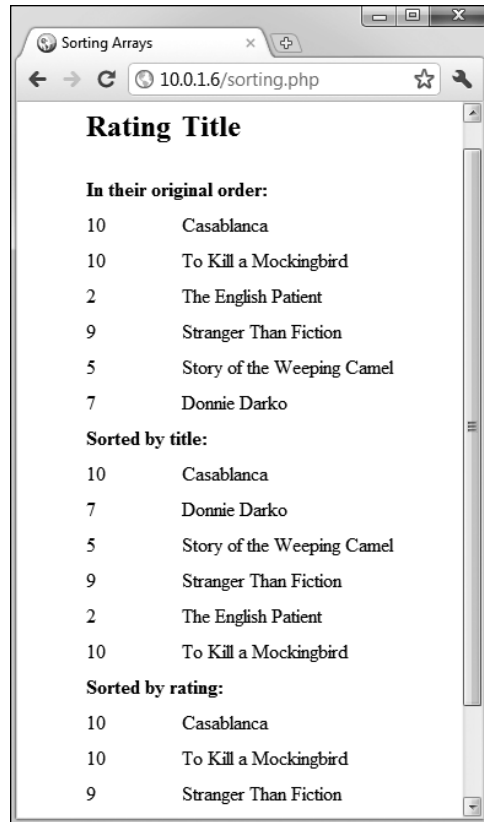 Sorting Arrays
10.0.1.6/sorting.php
Rating Title
In their original order:
10 Casablanca
10 To Kill a Mockingbird
2 The English Patient
9 Stranger Than Fiction
5 Story of the Weeping Camel
7 Donnie Darko
Sorted by title:
10 Casablanca
7 Donnie Darko
5 Story of the Weeping Camel
9 Stranger Than Fiction
2 The English Patient
10 To Kill a Mockingbird
Sorted by rating:
10 Casablanca
10 To Kill a Mockingbird
9 Stranger Than Fiction